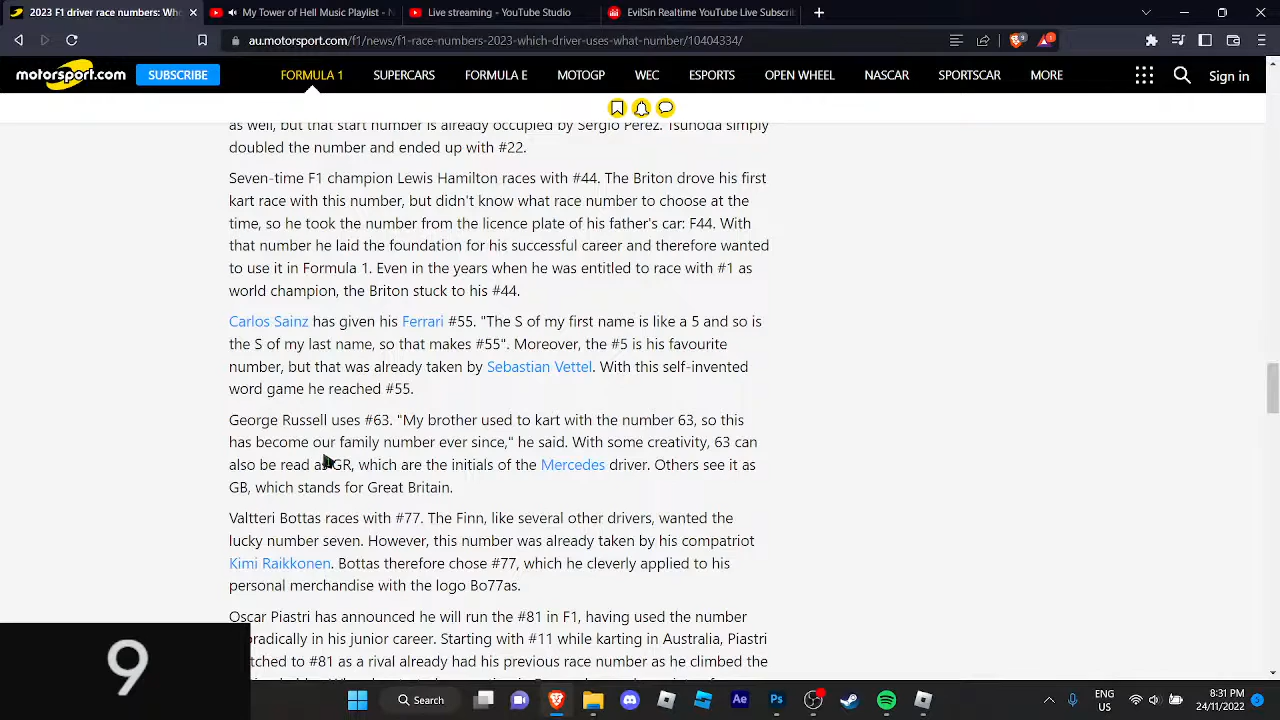 2023 F1 driver race numbers: Who
My Tower of Hell Music Playlist - N
Live streaming - YouTube Studio
EvilSin Realtime YouTube Live Subscrib
au.motorsport.com/f1/news/f1-race-numbers-2023-which-driver-uses-what-number/10404334/
9
1
motorsport.com
SUBSCRIBE
FORMULA 1
SUPERCARS
FORMULA E
MOTOGP
WEC
ESPORTS
OPEN WHEEL
NASCAR
SPORTSCAR
MORE
Sign in
as well, but that start number is already occupied by Sergio Perez. Tsunoda simply
doubled the number and ended up with #22.
Seven-time F1 champion Lewis Hamilton races with #44. The Briton drove his first
kart race with this number, but didn't know what race number to choose at the
time, so he took the number from the licence plate of his father's car: F44. With
that number he laid the foundation for his successful career and therefore wanted
to use it in Formula 1. Even in the years when he was entitled to race with #1 as
world champion, the Briton stuck to his #44.
Carlos Sainz has given his Ferrari #55. "The S of my first name is like a 5 and so is
the S of my last name, so that makes #55". Moreover, the #5 is his favourite
number, but that was already taken by Sebastian Vettel. With this self-invented
word game he reached #55.
George Russell uses #63. "My brother used to kart with the number 63, so this
has become our family number ever since," he said. With some creativity, 63 can
also be read as GR, which are the initials of the Mercedes driver. Others see it as
GB, which stands for Great Britain.
Valtteri Bottas races with #77. The Finn, like several other drivers, wanted the
lucky number seven. However, this number was already taken by his compatriot
Kimi Raikkonen. Bottas therefore chose #77, which he cleverly applied to his
personal merchandise with the logo Bo77as.
Oscar Piastri has announced he will run the #81 in F1, having used the number
radically in his junior career. Starting with #11 while karting in Australia, Piastri
tched to #81 as a rival already had his previous race number as he climbed the
9
Search
Ae
Ps
ENG
US
8:31 PM
24/11/2022